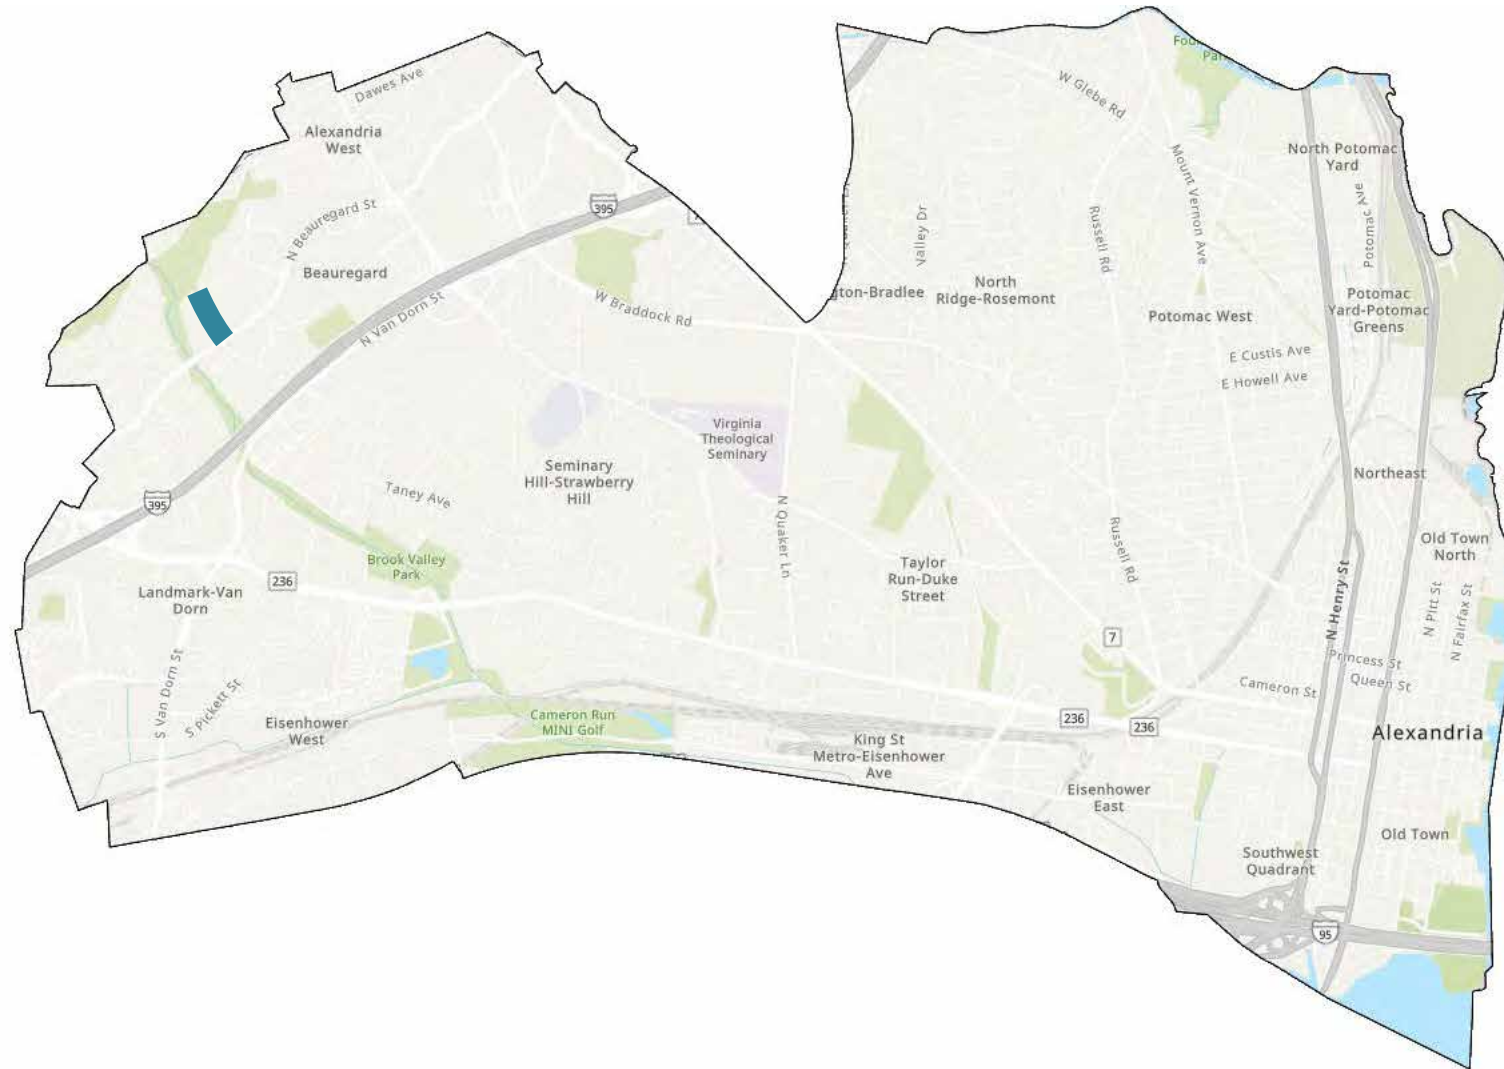 Dawes Ave
Alexandria
West
N Beauregard St
Beauregard
395
N Van Dorn St
W Braddock Rd
W Glebe Rd
Mount Vernon Ave
Russell Rd
Valley Dr
North Potomac
Yard
Potomac Ave
North
Ridge-Rosemont
Potomac West
Potomac
Yard-Potomac
Greens
E Custis Ave
E Howell Ave
Virginia
Theological
Seminary
Seminary
Hill-Strawberry
Hill
Taney Ave
395
N Quaker Ln
Northeast
Old Town
North
Brook Valley
Park
236
Landmark-Van
Dorn
Taylor
Run-Duke
Street
Russell Rd
7
N Henry St
N Pitt St
N Fairfax St
Princess St
Queen St
Cameron St
S Van Dorn St
S Pickett St
Eisenhower
West
Cameron Run
MINI Golf
King St
Metro-Eisenhower
Ave
236
236
Alexandria
Eisenhower
East
Old Town
Southwest
Quadrant
95